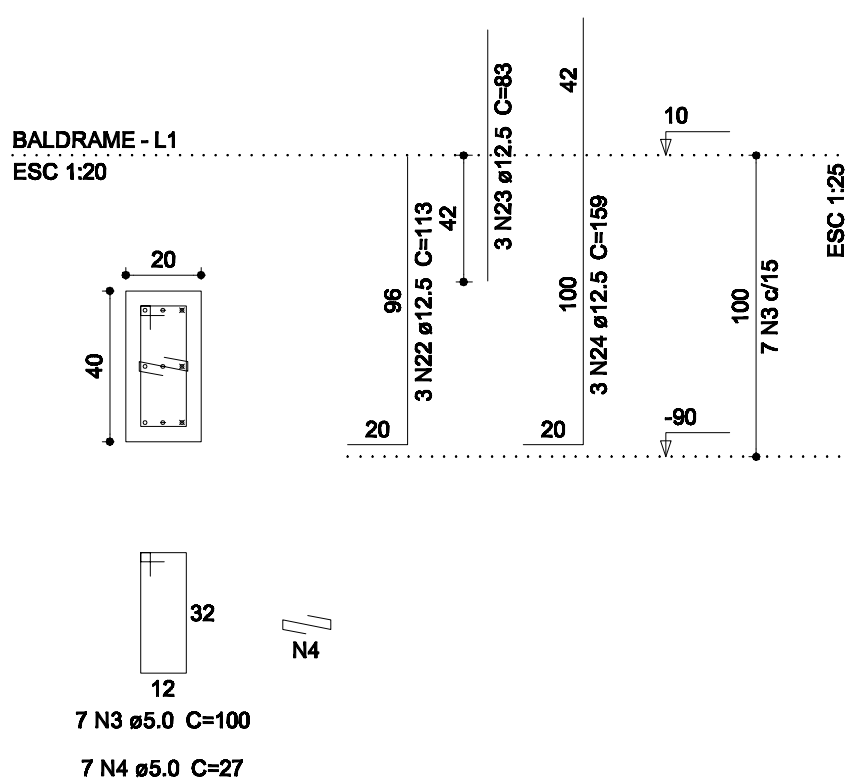 BALDRAME - L1
ESC 1:20
20
40
96
3 N22 ø12.5 C=113
20
42
3 N23 ø12.5 C=83
42
100
3 N24 ø12.5 C=159
20
10
-90
100
7 N3 c/15
ESC 1:25
32
12
N4
7 N3 ø5.0 C=100
7 N4 ø5.0 C=27